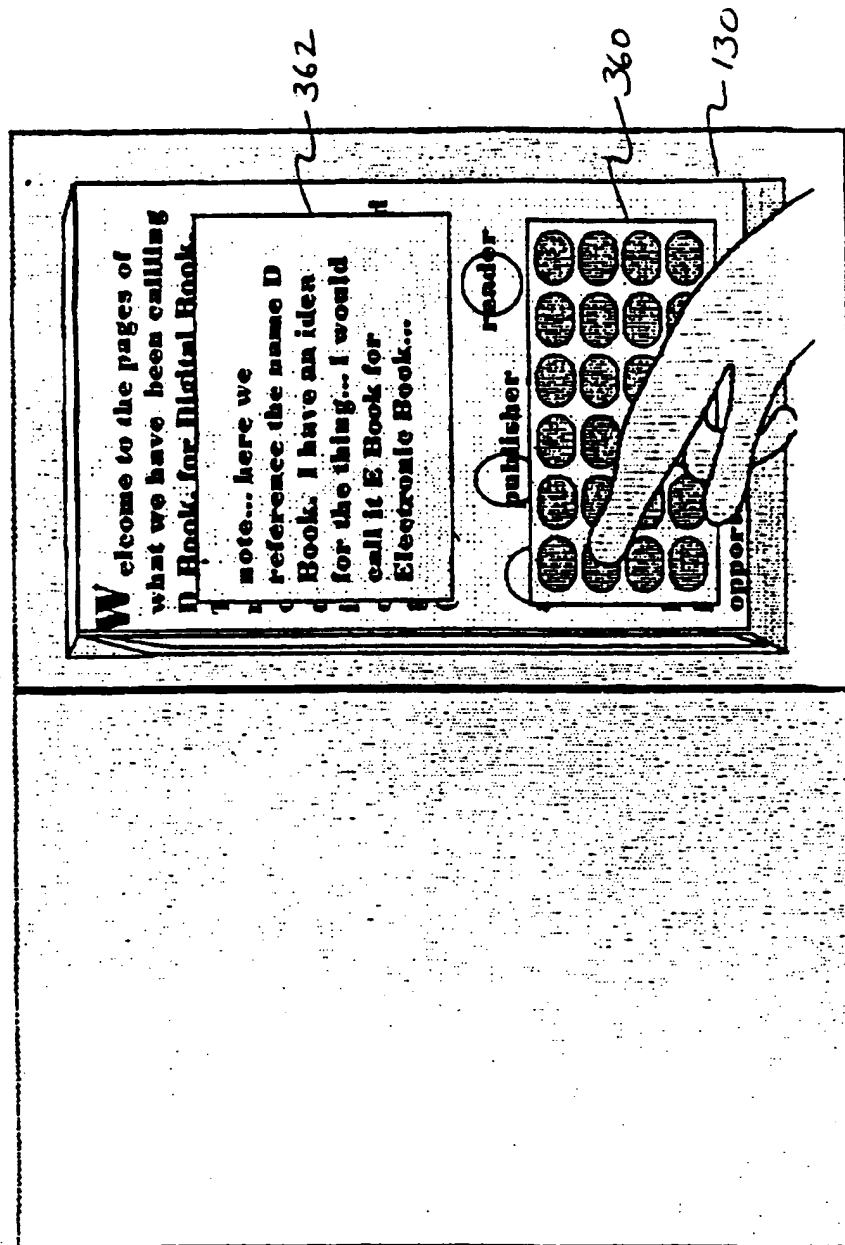 Welcome to the pages of
what we have been callling
D Book, for Digital Book.
note... here we
reference the name D
Book. I have an idea
for the thing... I would
call it E Book for
Electronic Book...
publisher
reader
oppor
362
360
130